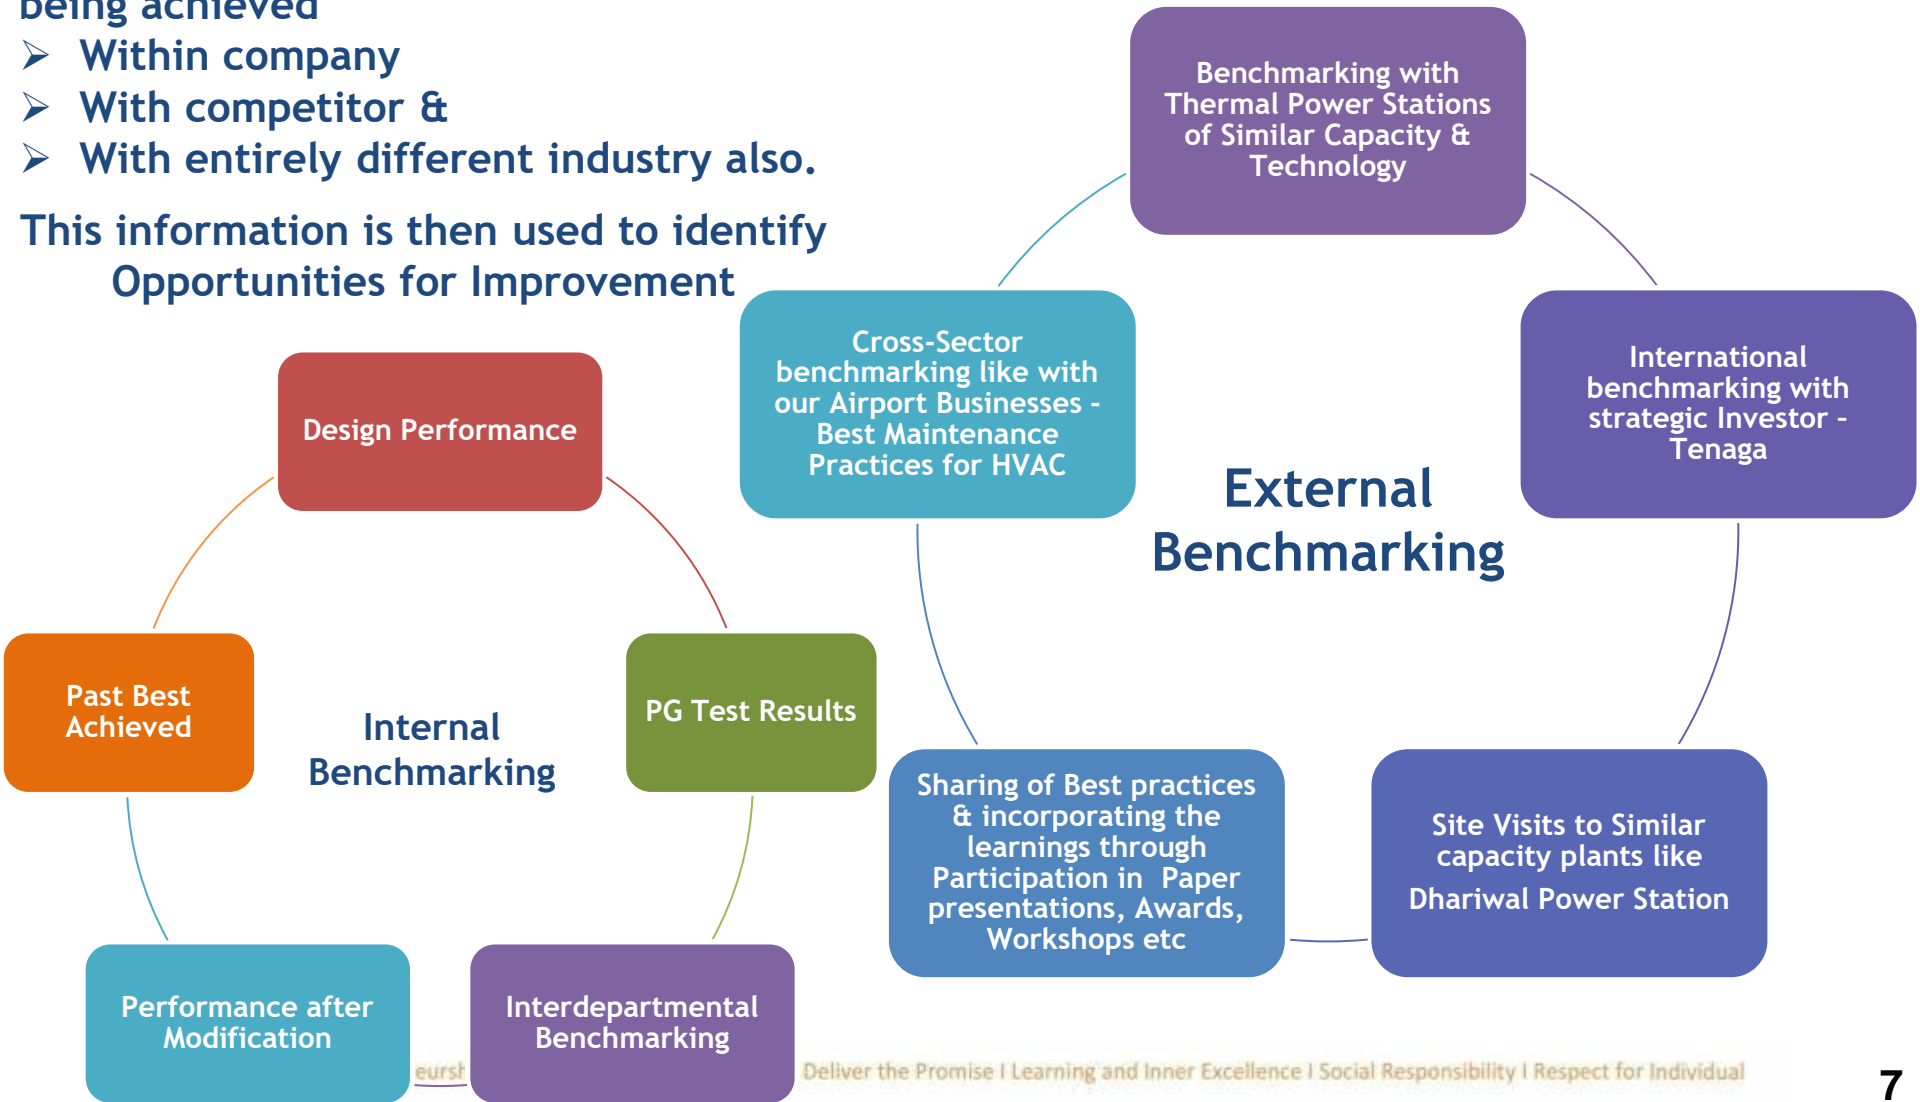 being achieved
➢ Within company
➢ With competitor &
➢ With entirely different industry also.
This information is then used to identify
Opportunities for Improvement
Design Performance
PG Test Results
Interdepartmental
Benchmarking
Performance after
Modification
Past Best
Achieved
Internal
Benchmarking
Benchmarking with
Thermal Power Stations
of Similar Capacity &
Technology
International
benchmarking with
strategic Investor –
Tenaga
Site Visits to Similar
capacity plants like
Dhariwal Power Station
Sharing of Best practices
& incorporating the
learnings through
Participation in Paper
presentations, Awards,
Workshops etc
Cross-Sector
benchmarking like with
our Airport Businesses -
Best Maintenance
Practices for HVAC
External
Benchmarking
Deliver the Promise I Learning and Inner Excellence I Social Responsibility I Respect for Individual
7